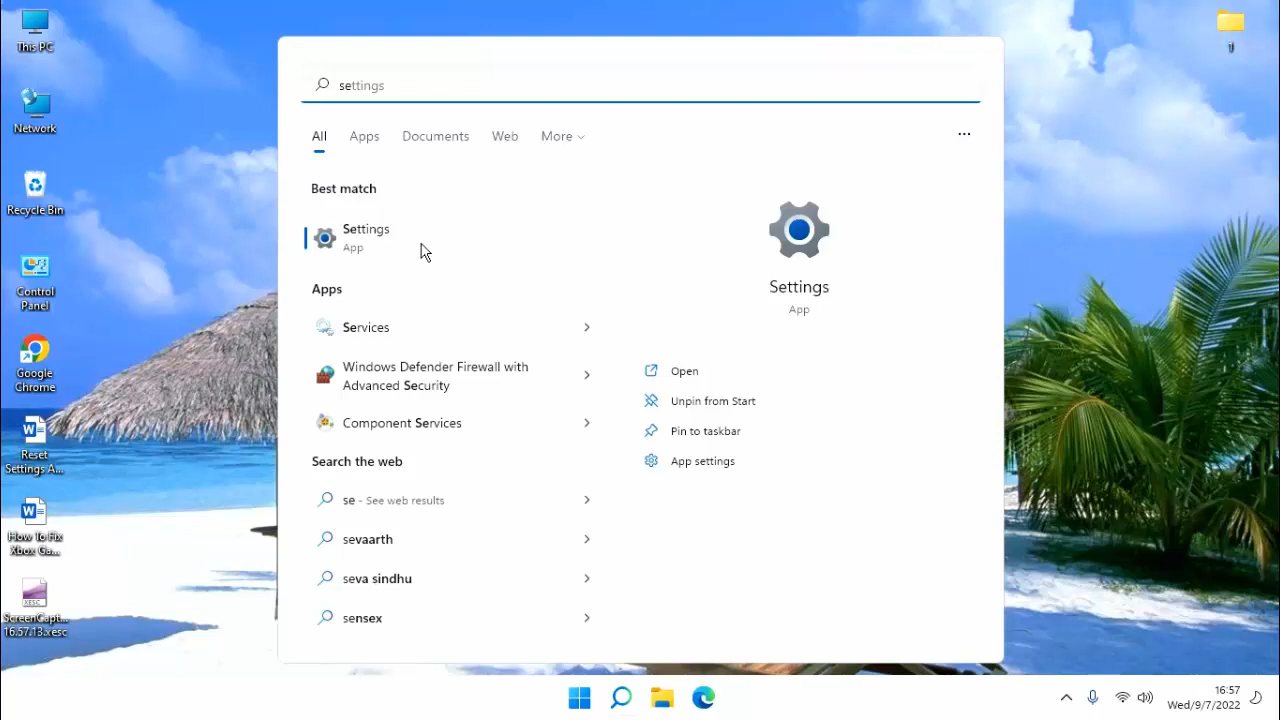 This PC
Network
Recycle Bin
Control
Panel
Google
Chrome
Reset
Settings A...
How To Fix
Xbox Ga...
XESC
ScreenCapt...
16.57.13.xesc
1
settings
All
Apps
Documents
Web
More
Best match
Settings
App
Apps
Services
Windows Defender Firewall with
Advanced Security
Component Services
Search the web
se - See web results
sevaarth
seva sindhu
sensex
Settings
App
Open
Unpin from Start
Pin to taskbar
App settings
16:57
Wed/9/7/2022